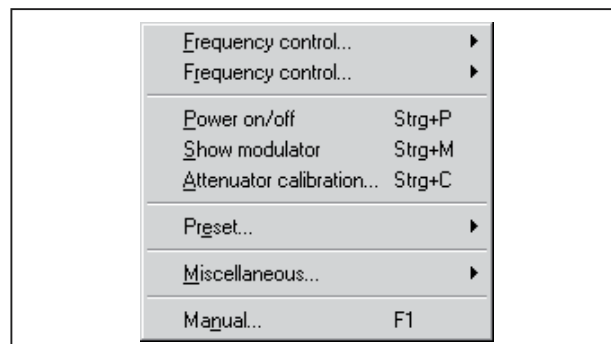 Frequency control...
Frequency control...
Power on/off Strg+P
Show modulator Strg+M
Attenuator calibration... Strg+C
Preset...
Miscellaneous...
Manual... F1